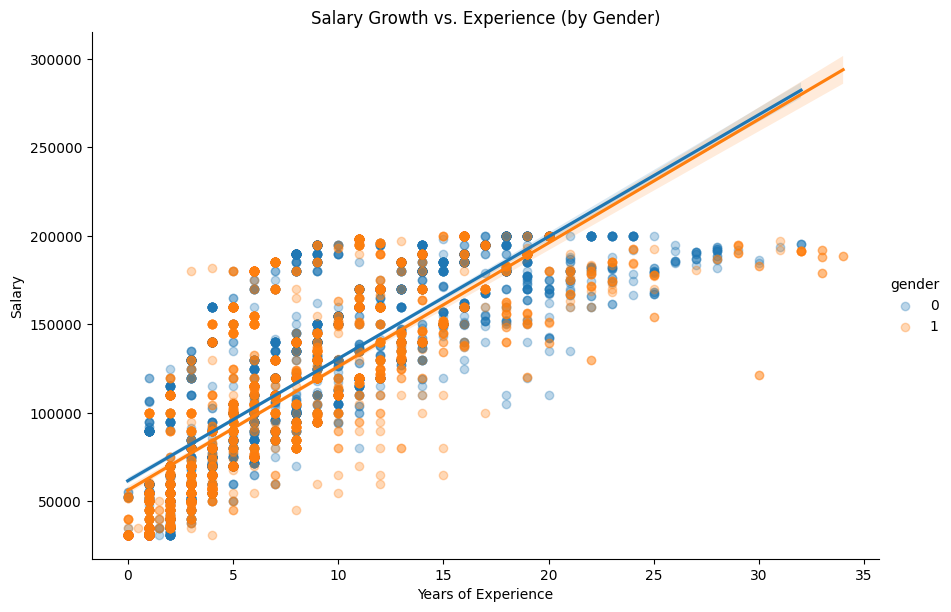 Salary Growth vs. Experience (by Gender)
300000
250000
200000
150000
100000
50000
Salary
0 5 10 15 20 25 30 35
Years of Experience
gender
0
1